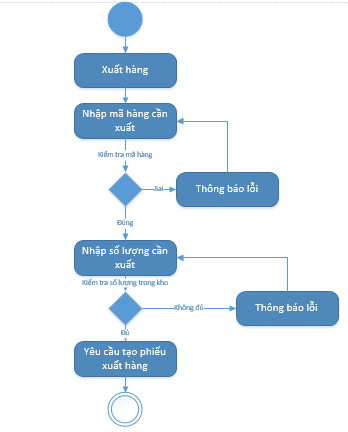 Xuất hàng
Nhập mã hàng cần
xuất
Kiểm tra mã hàng
Sai
Thông báo lỗi
Đúng
Nhập số lượng cần
xuất
Kiểm tra số lượng trong kho
Không đủ
Thông báo lỗi
Đủ
Yêu cầu tạo phiếu
xuất hàng